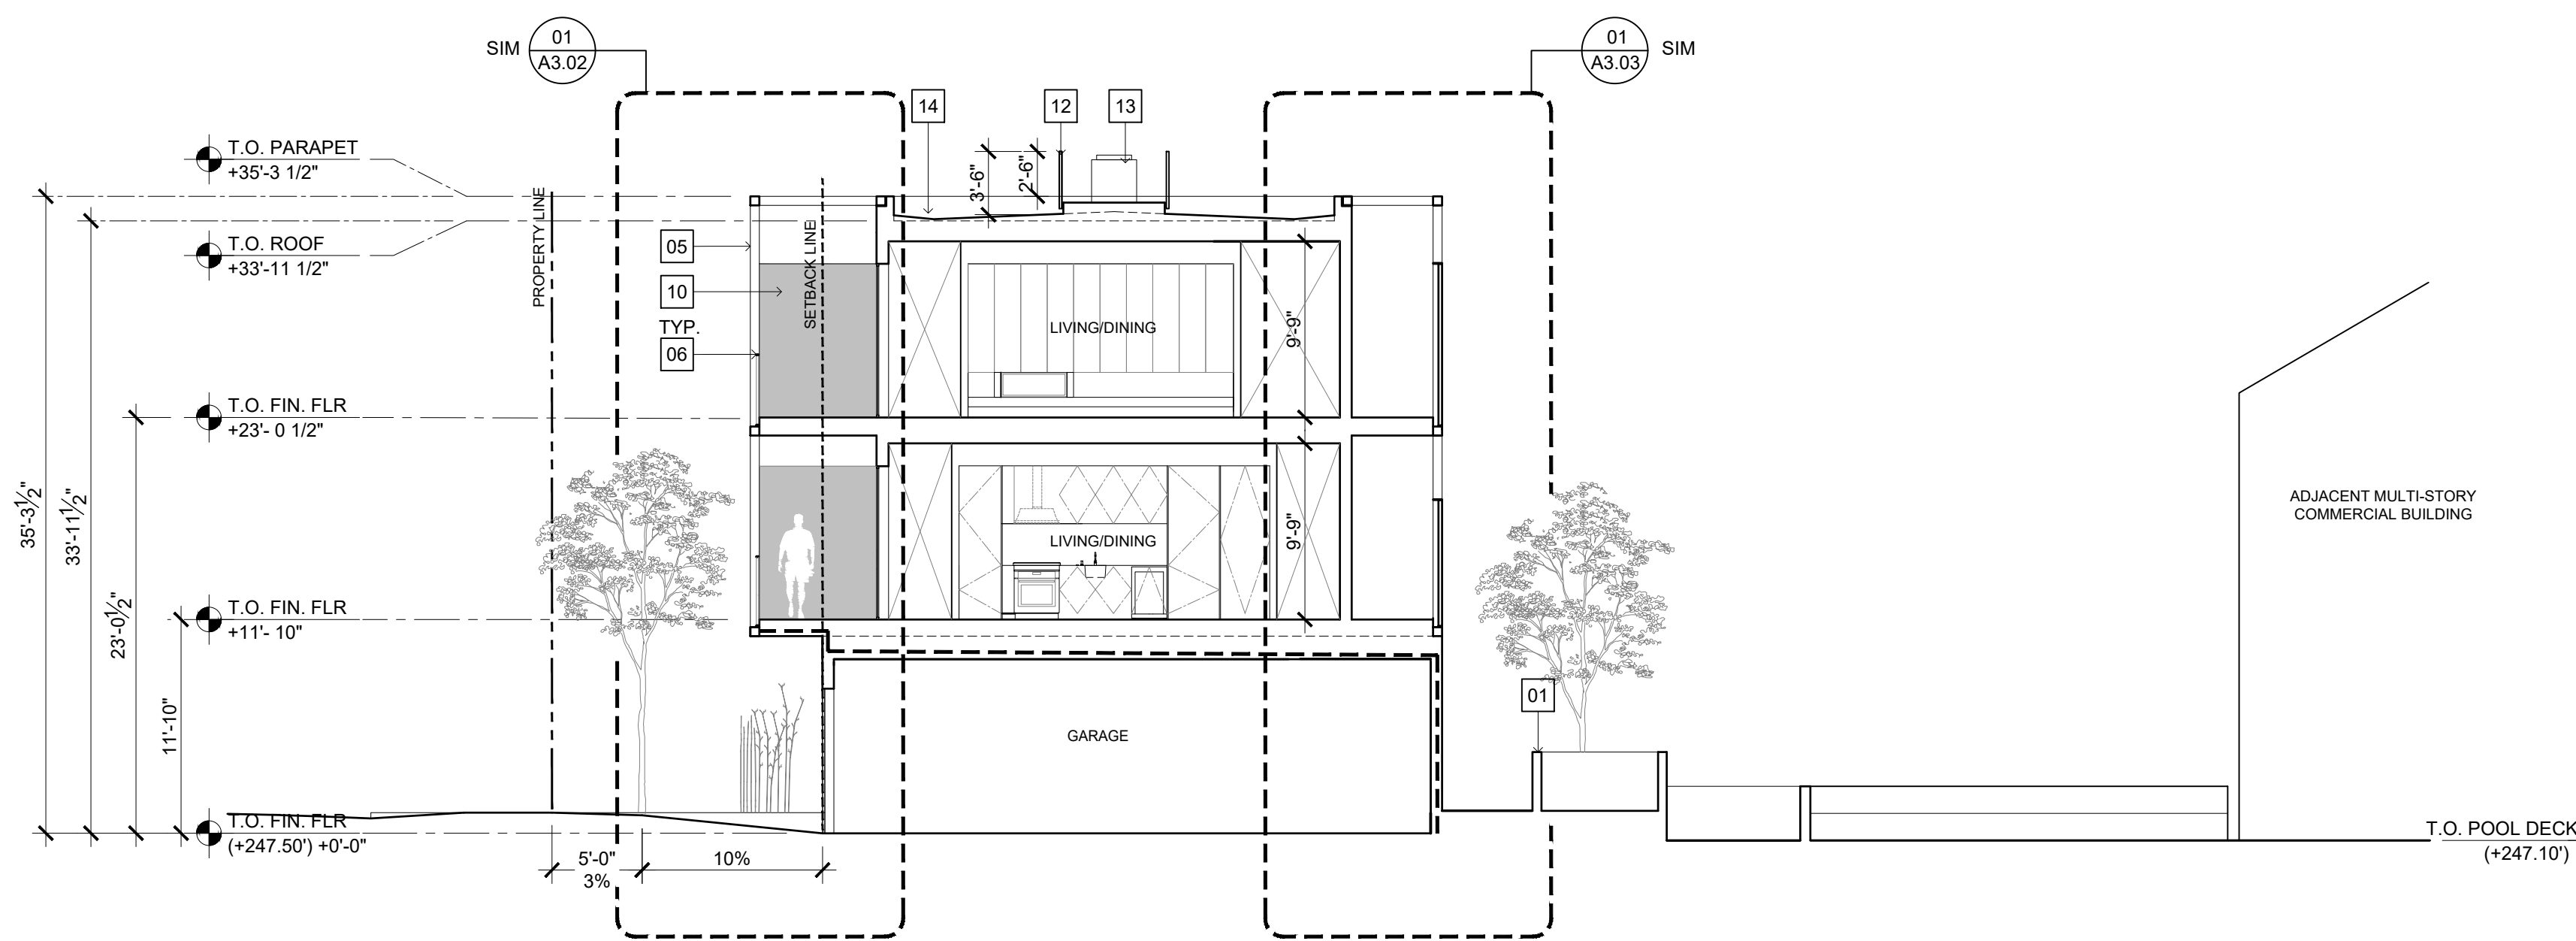 SIM
01
A3.02
01
A3.03
SIM
14
12
13
T.O. PARAPET
+35'-3 1/2"
3'-6"
2'-6"
PROPERTY LINE
SETBACK LINE
05
T.O. ROOF
+33'-11 1/2"
10
TYP.
06
LIVING/DINING
9'-9"
T.O. FIN. FLR
+23'- 0 1/2"
35'-3 1/2"
33'-11 1/2"
23'-0 1/2"
11'-10"
ADJACENT MULTI-STORY
COMMERCIAL BUILDING
LIVING/DINING
9'-9"
T.O. FIN. FLR
+11'- 10"
01
GARAGE
T.O. FIN. FLR
(+247.50') +0'-0"
5'-0"
3%
10%
T.O. POOL DECK
(+247.10')